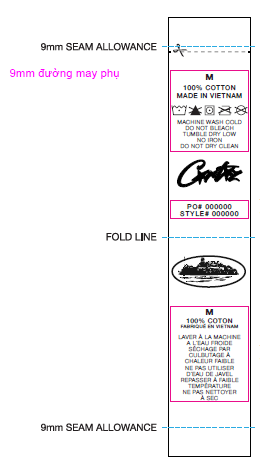 9mm SEAM ALLOWANCE
9mm đường may phụ
M
100% COTTON
MADE IN VIETNAM
MACHINE WASH COLD
DO NOT BLEACH
TUMBLE DRY LOW
NO IRON
DO NOT DRY CLEAN
Corteiz
PO# 000000
STYLE# 000000
FOLD LINE
M
100% COTON
FABRIQUÉ EN VIETNAM
LAVER À LA MACHINE
A L'EAU FROIDE
SÉCHAGE PAR
CULBUTAGE À
CHALEUR FAIBLE
NE PAS UTILISER
D'EAU DE JAVEL
REPASSER À FAIBLE
TEMPÉRATURE
NE PAS NETTOYER
À SEC
9mm SEAM ALLOWANCE